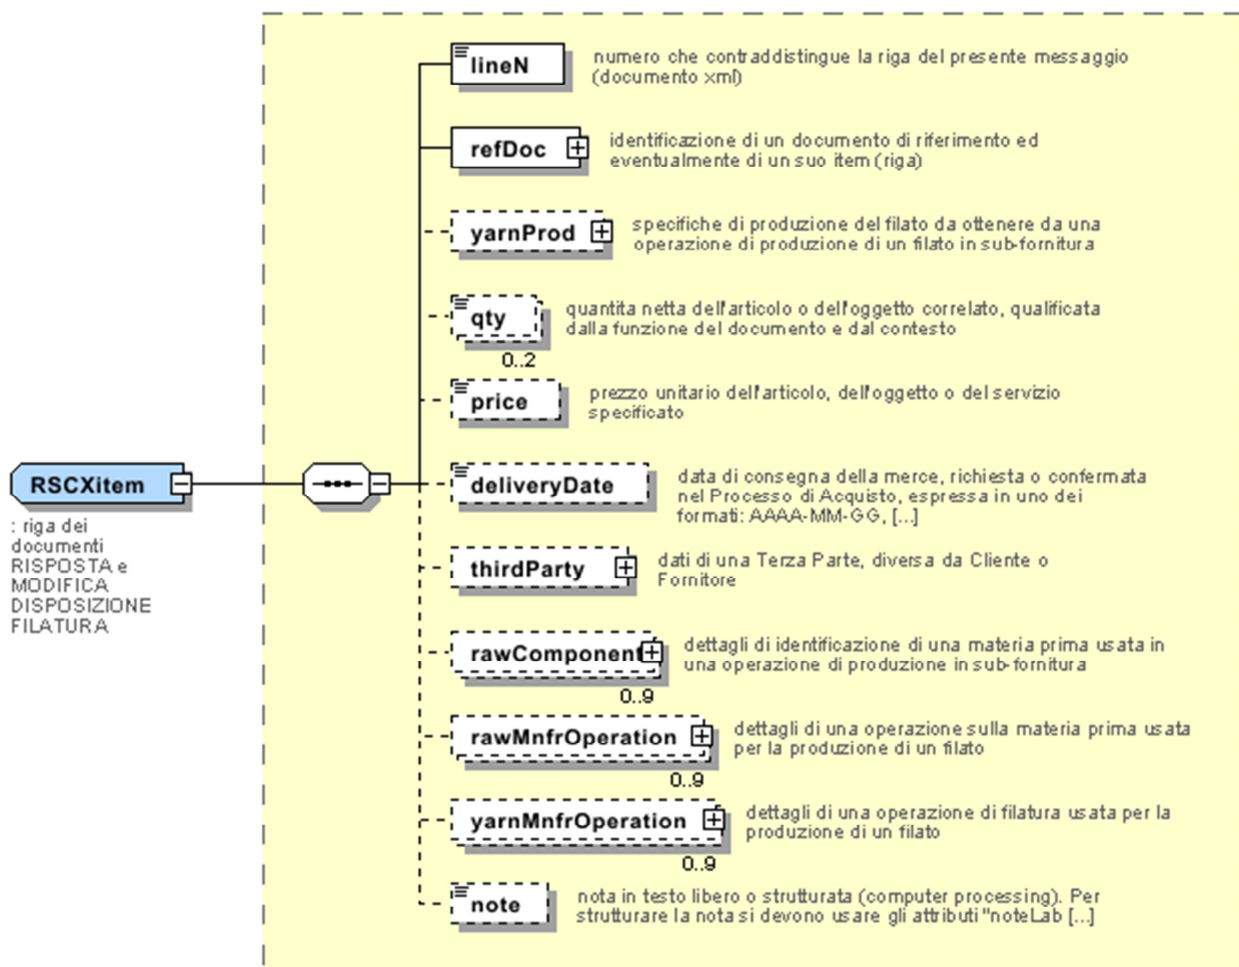 lineN
numero che contraddistingue la riga del presente messaggio
(documento xml)
refDoc
identificazione di un documento di riferimento ed
eventualmente di un suo item (riga)
yarnProd
specifiche di produzione del filato da ottenere da una
operazione di produzione di un filato in sub-fornitura
qty
0..2
quantita netta dell'articolo o dell'oggetto correlato, qualificata
dalla funzione del documento e dal contesto
price
prezzo unitario dell'articolo, dell'oggetto o del servizio
specificato
RSCXitem
: riga dei
documenti
RISPOSTA e
MODIFICA
DISPOSIZIONE
FILATURA
deliveryDate
data di consegna della merce, richiesta o confermata
nel Processo di Acquisto, espressa in uno dei
formati: AAAA-MM-GG, [...]
thirdParty
dati di una Terza Parte, diversa da Cliente o
Fornitore
rawComponent
0..9
dettagli di identificazione di una materia prima usata in
una operazione di produzione in sub-fornitura
rawMnfrOperation
0..9
dettagli di una operazione sulla materia prima usata
per la produzione di un filato
yarnMnfrOperation
0..9
dettagli di una operazione di filatura usata per la
produzione di un filato
note
nota in testo libero o strutturata (computer processing). Per
strutturare la nota si devono usare gli attributi "noteLab [...]